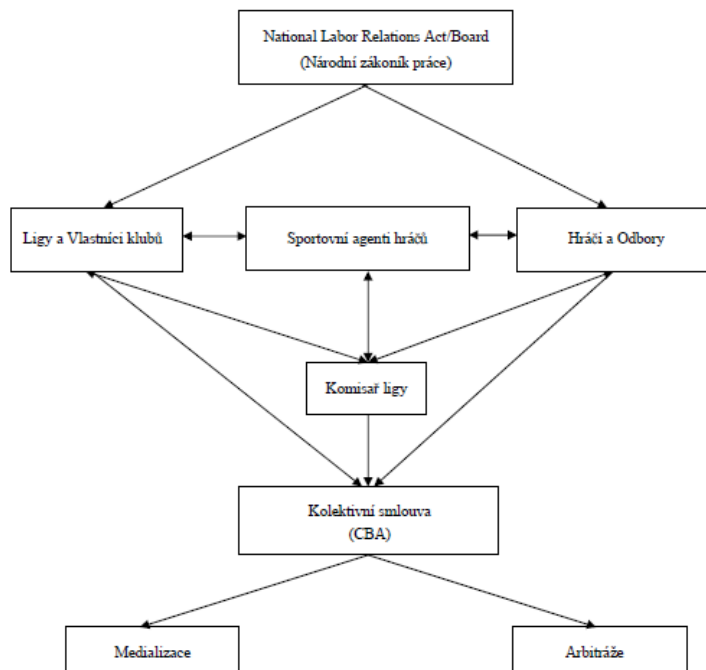 National Labor Relations Act/Board
(Národní zákoník práce)
Ligy a Vlastníci klubů
Sportovní agenti hráčů
Hráči a Odbory
Komisař ligy
Kolektivní smlouva
(CBA)
Medializace
Arbitráže